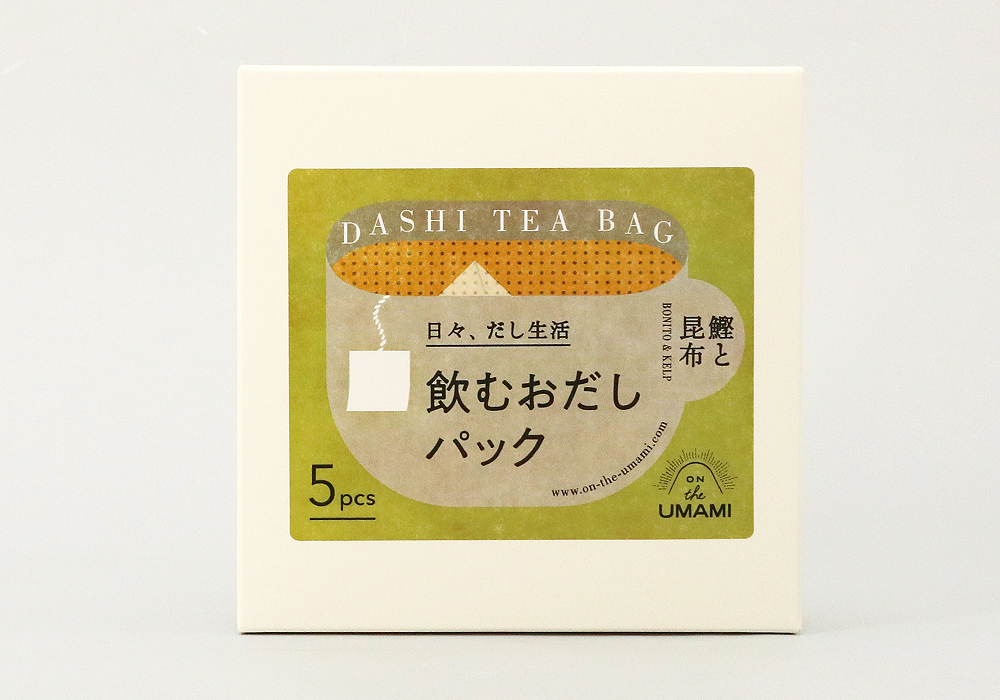 DASHI TEA BAG
日々、だし生活
飲むおだし
パック
鰹と
昆布
BONITO & KELP
www.on-the-umami.com
5pcs
ON
the
UMAMI